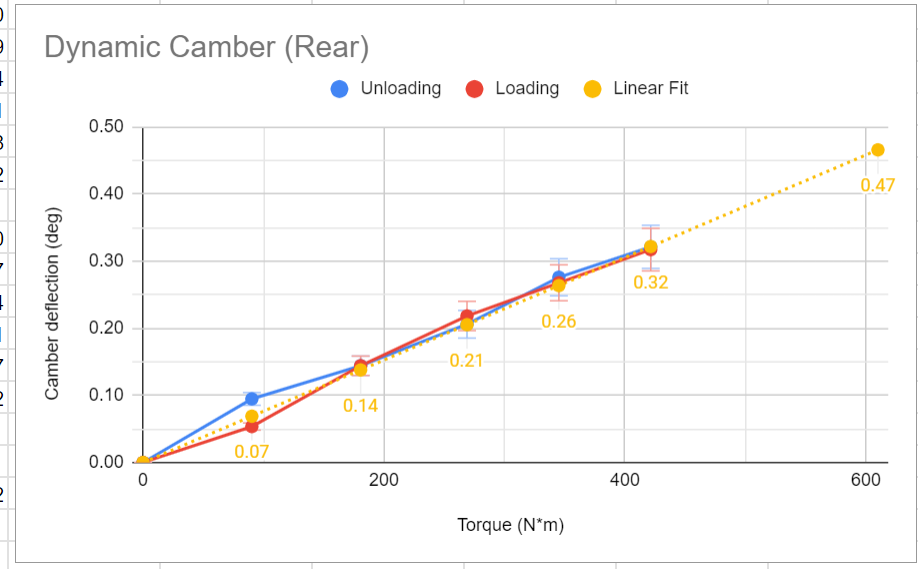 Dynamic Camber (Rear)
Unloading Loading Linear Fit
0.50
0.40
0.30
0.20
0.10
0.00
Camber deflection (deg)
0.07
0.14
0.21
0.26
0.32
0.47
0 200 400 600
Torque (N*m)